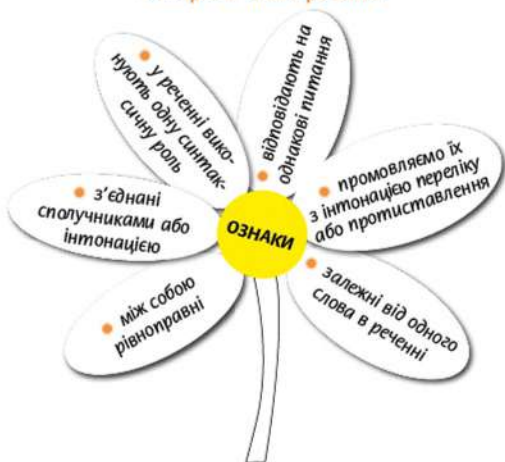 у реченні вико-
нують одну синтак-
сичну роль
відповідають на
однакові питання
промовляємо їх
з інтонацією переліку
або протиставлення
з’єднані
сполучниками або
інтонацією
ОЗНАКИ
між собою
рівноправні
залежні від одного
слова в реченні